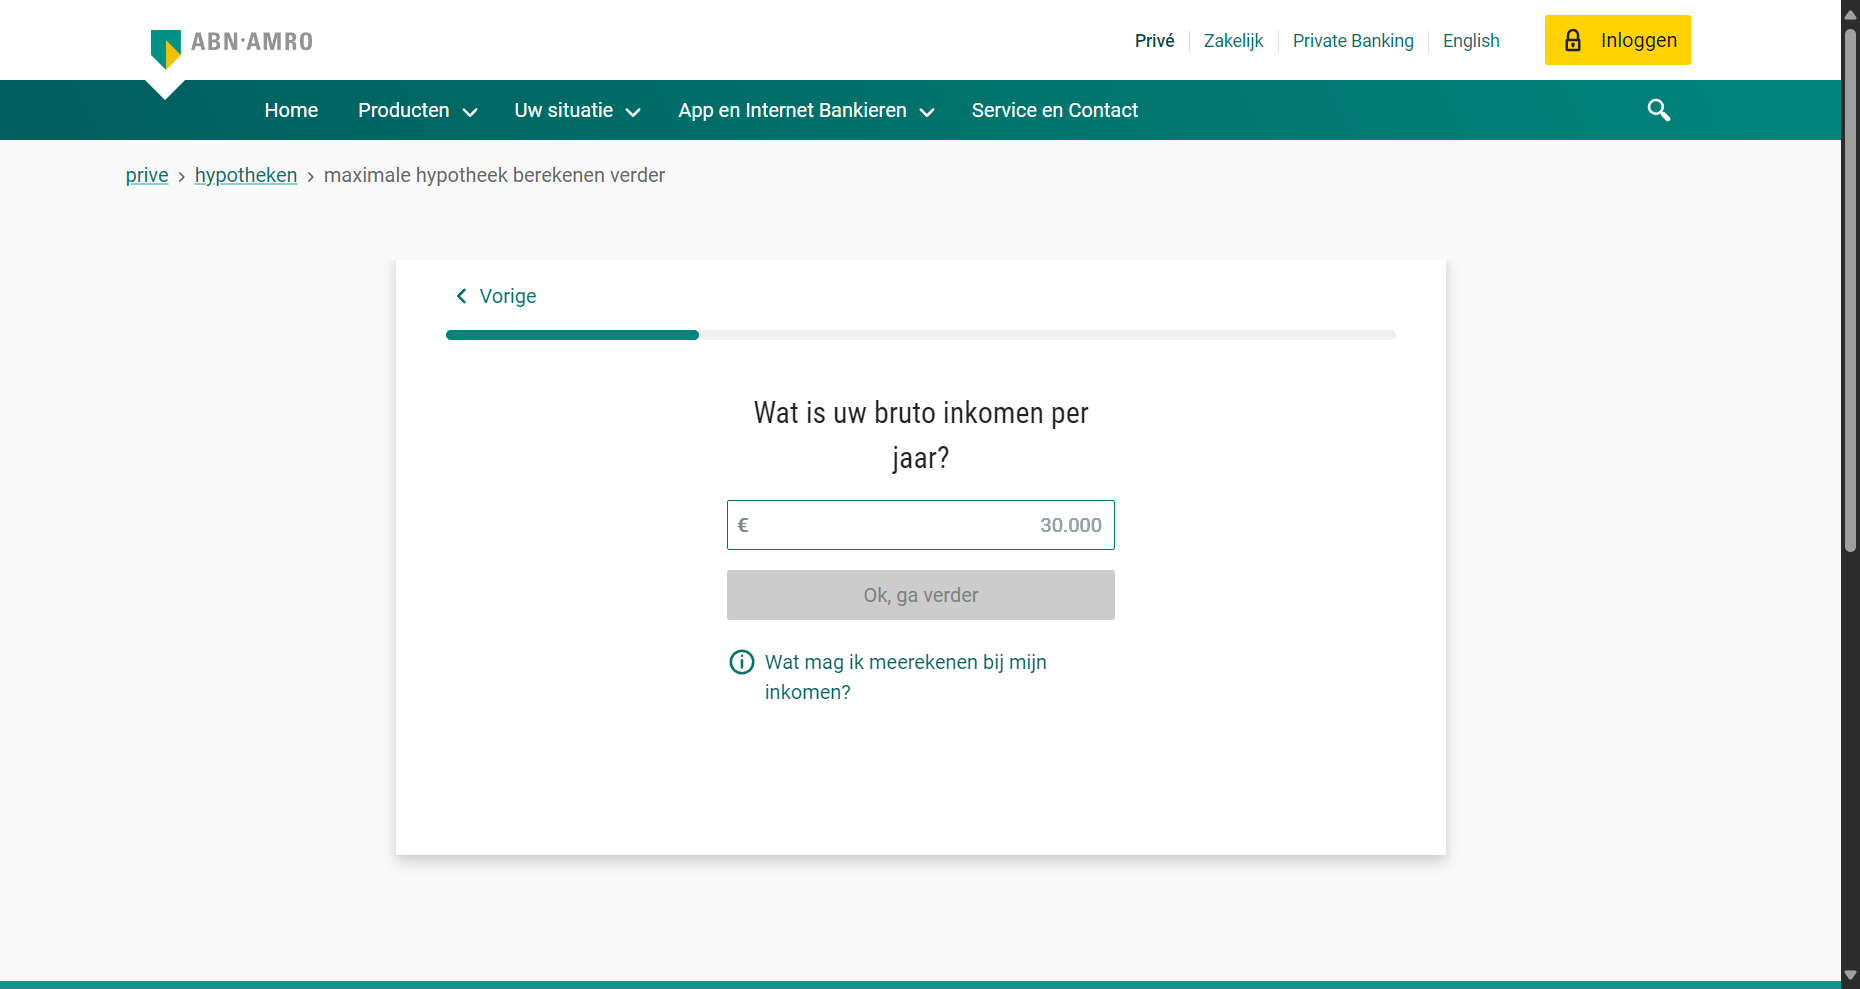 ABN·AMRO
Privé
Zakelijk
Private Banking
English
Inloggen
Home
Producten
Uw situatie
App en Internet Bankieren
Service en Contact
prive › hypotheken › maximale hypotheek berekenen verder
Vorige
Wat is uw bruto inkomen per
jaar?
€ 30.000
Ok, ga verder
Wat mag ik meerekenen bij mijn
inkomen?